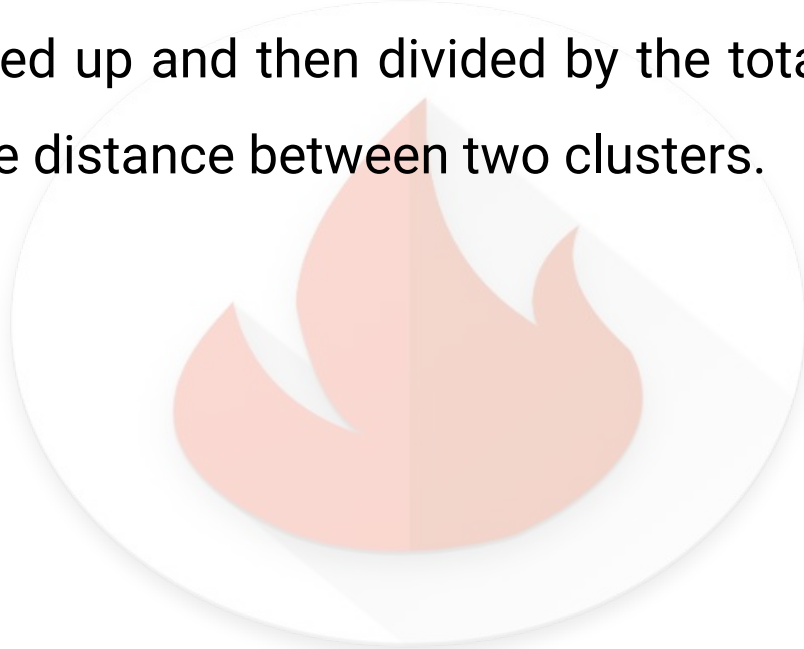 ed up and then divided by the tota
e distance between two clusters.